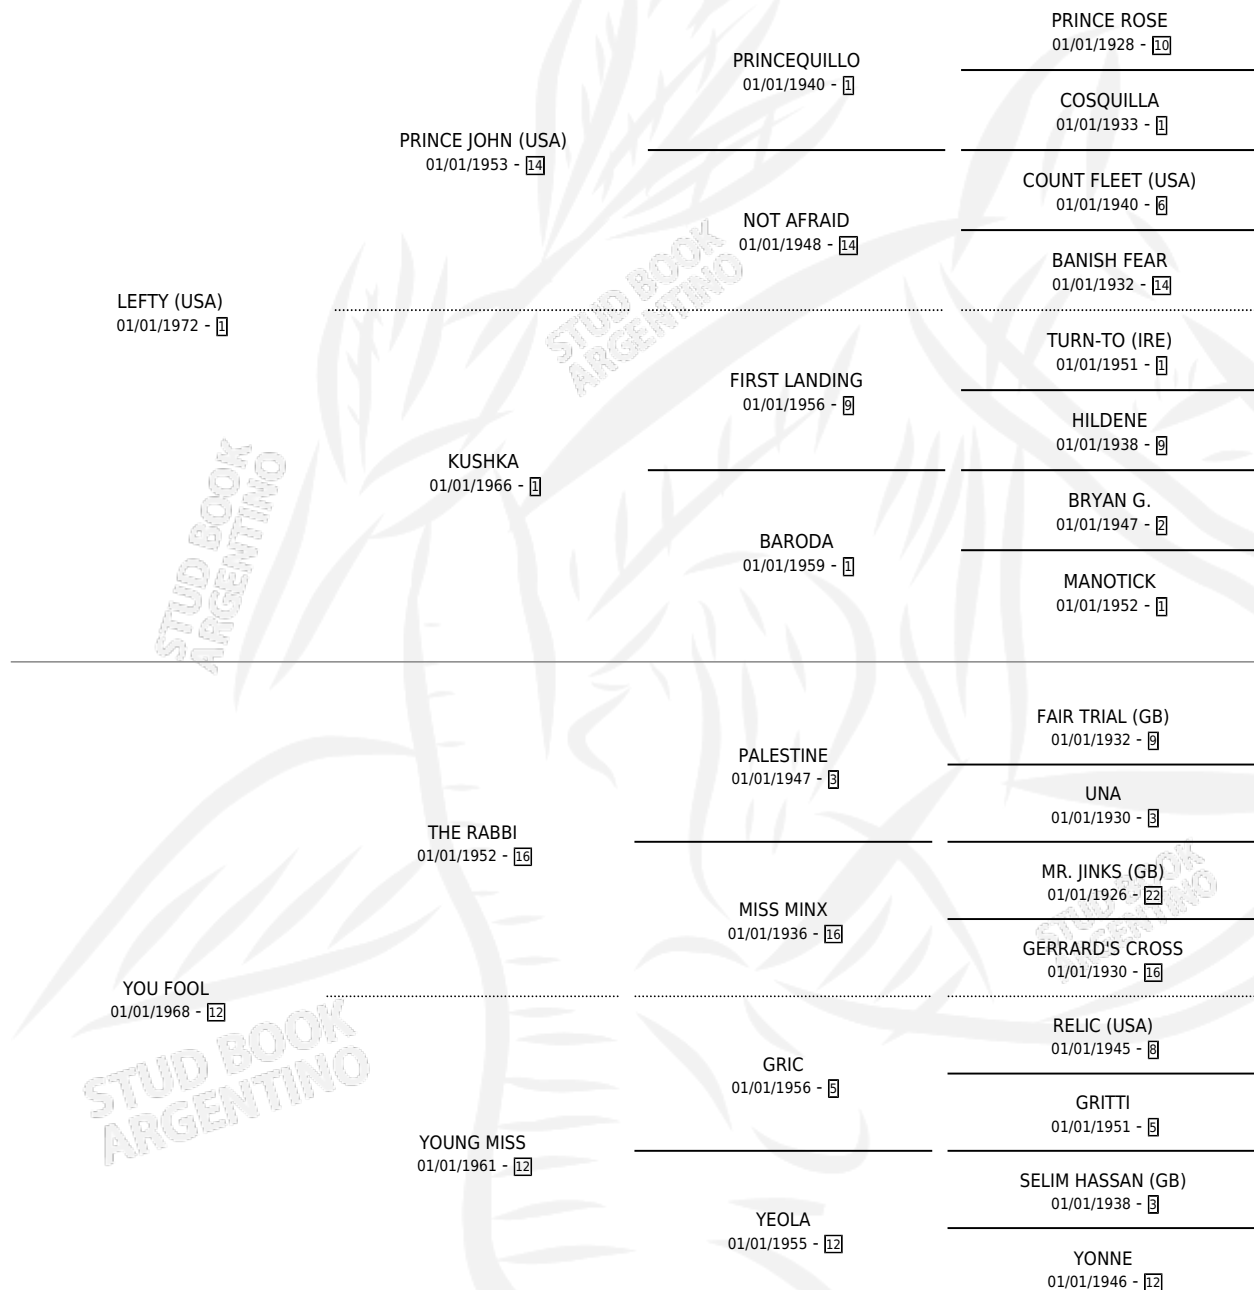 PRINCE ROSE
01/01/1928 - 10
PRINCEQUILLO
01/01/1940 - 1
COSQUILLA
01/01/1933 - 1
PRINCE JOHN (USA)
01/01/1953 - 14
COUNT FLEET (USA)
01/01/1940 - 6
NOT AFRAID
01/01/1948 - 14
BANISH FEAR
01/01/1932 - 14
LEFTY (USA)
01/01/1972 - 1
STUD BOOK
ARGENTINO
TURN-TO (IRE)
01/01/1951 - 1
FIRST LANDING
01/01/1956 - 9
HILDENE
01/01/1938 - 9
KUSHKA
01/01/1966 - 1
BRYAN G.
01/01/1947 - 2
BARODA
01/01/1959 - 1
MANOTICK
01/01/1952 - 1
STUD BOOK
ARGENTINO
FAIR TRIAL (GB)
01/01/1932 - 9
PALESTINE
01/01/1947 - 3
UNA
01/01/1930 - 3
THE RABBI
01/01/1952 - 16
MR. JINKS (GB)
01/01/1926 - 22
MISS MINX
01/01/1936 - 16
STUD BOOK
ARGENTINO
GERRARD'S CROSS
01/01/1930 - 16
YOU FOOL
01/01/1968 - 12
STUD BOOK
ARGENTINO
RELIC (USA)
01/01/1945 - 8
GRIC
01/01/1956 - 5
GRITTI
01/01/1951 - 5
YOUNG MISS
01/01/1961 - 12
SELIM HASSAN (GB)
01/01/1938 - 3
YEOLA
01/01/1955 - 12
YONNE
01/01/1946 - 12